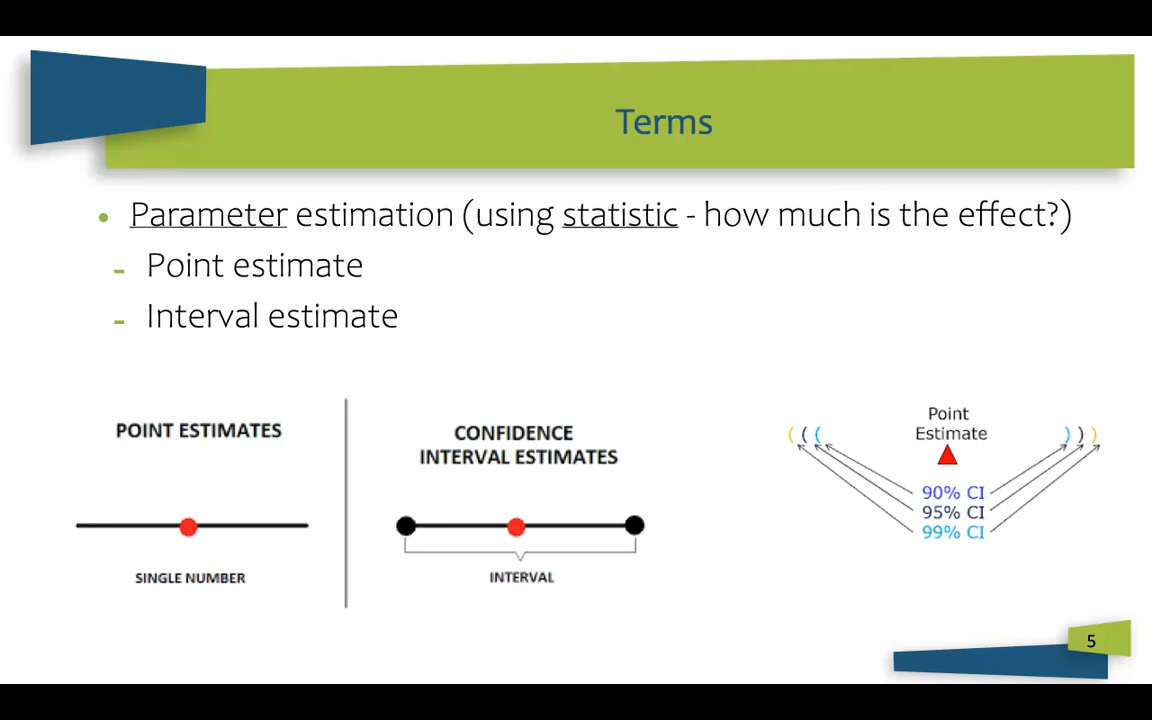 Terms
• Parameter estimation (using statistic - how much is the effect?)
- Point estimate
- Interval estimate
POINT ESTIMATES
SINGLE NUMBER
CONFIDENCE
INTERVAL ESTIMATES
INTERVAL
Point
Estimate
( ( ( ) ) )
90% CI
95% CI
99% CI
5